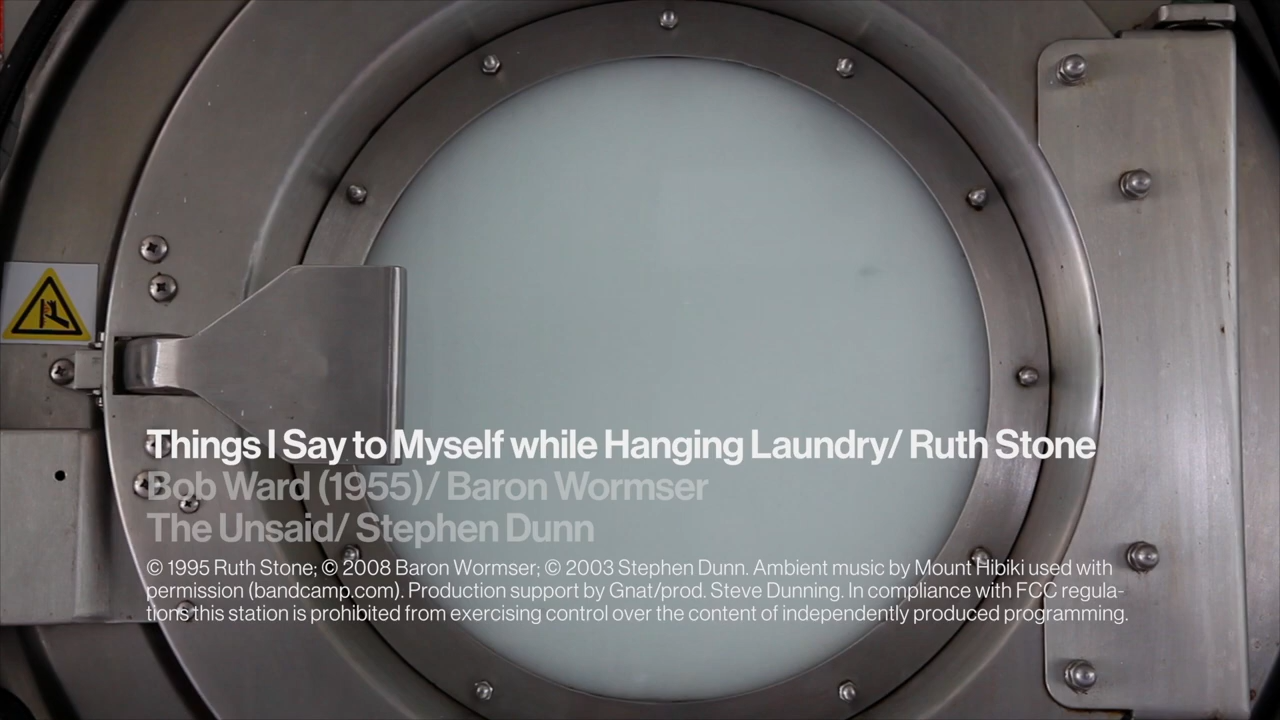 Things I Say to Myself while Hanging Laundry/ Ruth Stone
Bob Ward (1955)/ Baron Wormser
The Unsaid/ Stephen Dunn
© 1995 Ruth Stone; © 2008 Baron Wormser; © 2003 Stephen Dunn. Ambient music by Mount Hibiki used with
permission (bandcamp.com). Production support by Gnat/prod. Steve Dunning. In compliance with FCC regula-
tions this station is prohibited from exercising control over the content of independently produced programming.